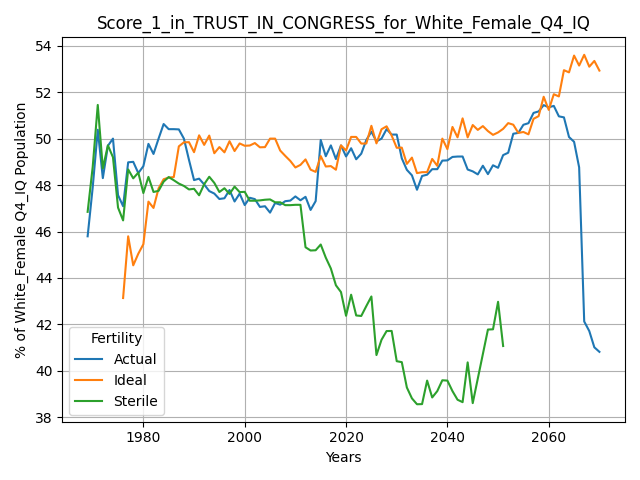 Score_1_in_TRUST_IN_CONGRESS_for_White_Female_Q4_IQ
% of White_Female Q4_IQ Population
54
52
50
48
46
44
42
40
38
Fertility
Actual
Ideal
Sterile
1980
2000
2020
2040
2060
Years